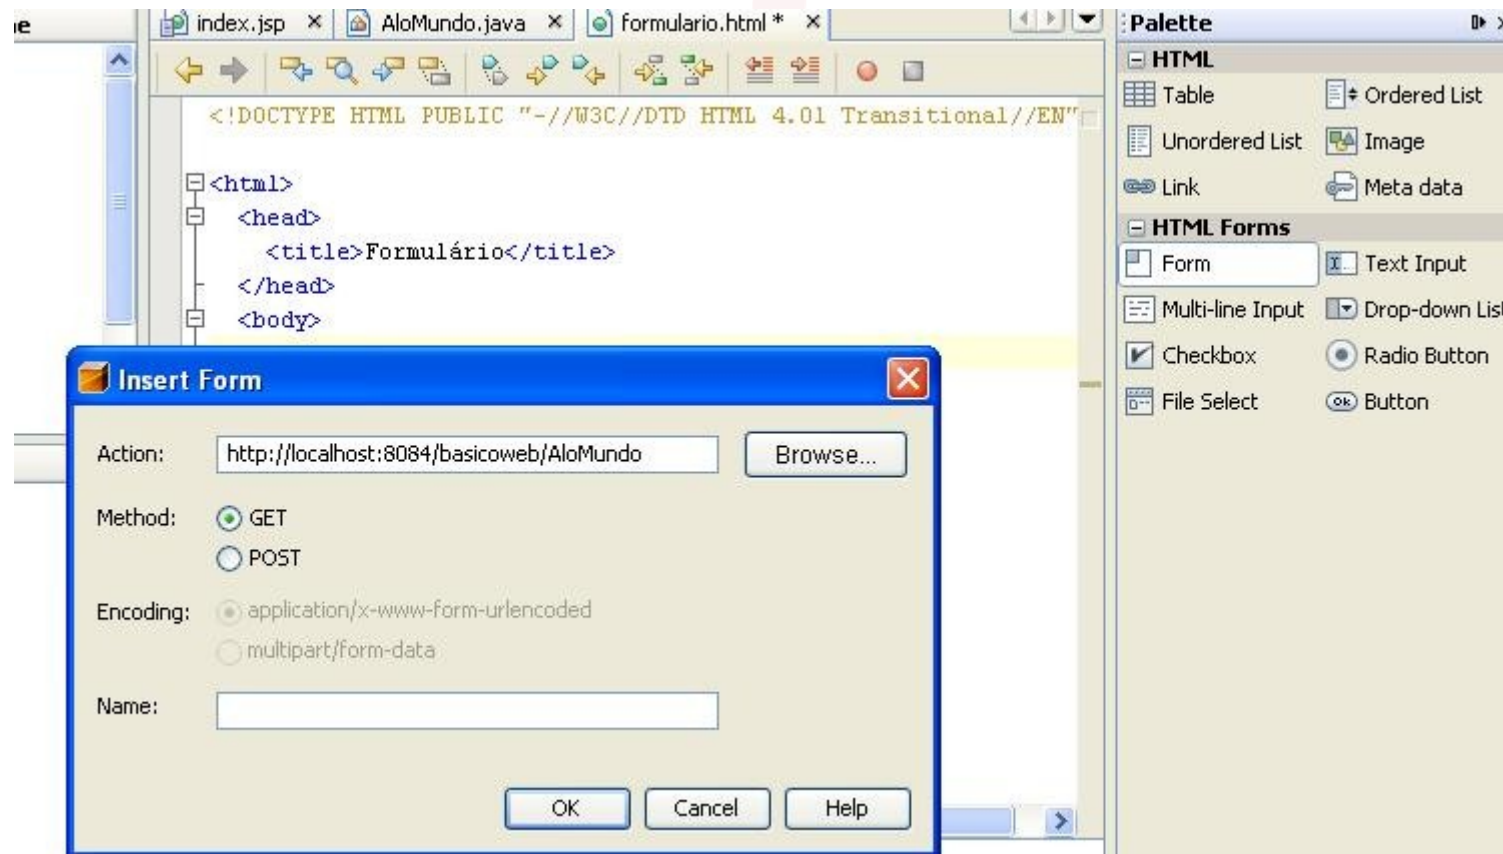 ne
index.jsp × AloMundo.java × formulario.html * ×
<!DOCTYPE HTML PUBLIC "-//W3C//DTD HTML 4.01 Transitional//EN"
<html>
<head>
<title>Formulário</title>
</head>
<body>
Insert Form
Action: http://localhost:8084/basicoweb/AloMundo Browse...
Method: GET
POST
Encoding: application/x-www-form-urlencoded
multipart/form-data
Name:
OK Cancel Help
Palette
HTML
Table Ordered List
Unordered List Image
Link Meta data
HTML Forms
Form Text Input
Multi-line Input Drop-down List
Checkbox Radio Button
File Select Button